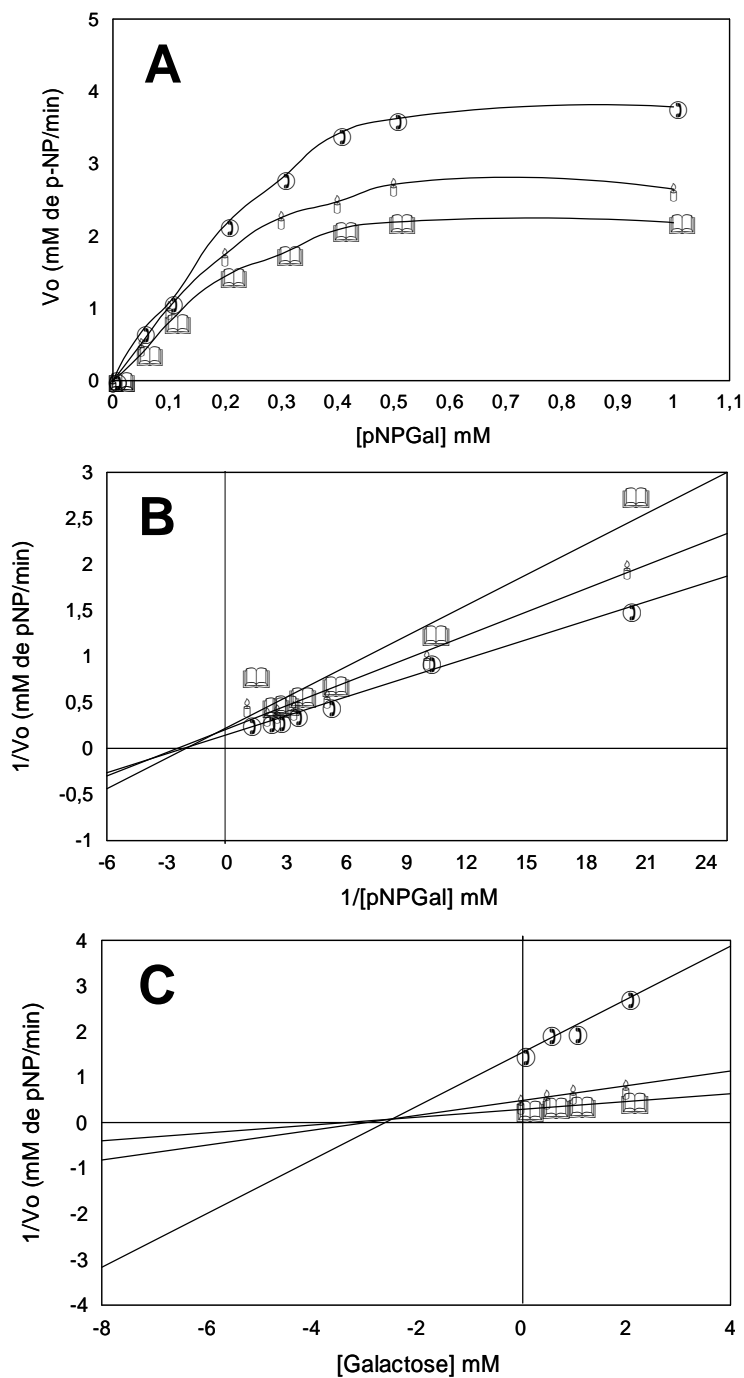 A
5
4
3
2
1
0
Vo (mM de p-NP/min)
0 0,1 0,2 0,3 0,4 0,5 0,6 0,7 0,8 0,9 1 1,1
[pNPGal] mM
B
3
2,5
2
1,5
1
0,5
0
-0,5
-1
1/Vo (mM de pNP/min)
-6 -3 0 3 6 9 12 15 18 21 24
1/[pNPGal] mM
C
4
3
2
1
0
-1
-2
-3
-4
1/Vo (mM de pNP/min)
-8 -6 -4 -2 0 2 4
[Galactose] mM